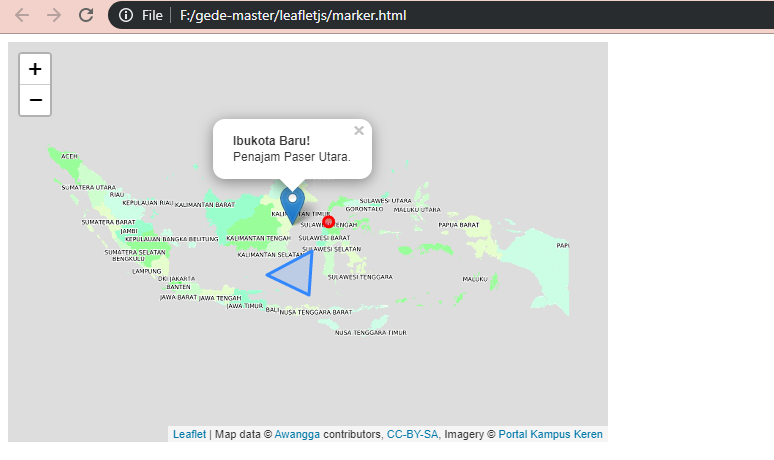 File F:/gede-master/leafletjs/marker.html
+
−
Ibukota Baru!
×
Penajam Paser Utara.
ACEH
SUMATERA UTARA
RIAU
KEPULAUAN RIAU
KALIMANTAN BARAT
KALIMANTAN TIMUR
SULAWESI UTARA
GORONTALO
MALUKU UTARA
SUMATERA BARAT
JAMBI
KEPULAUAN BANGKA BELITUNG
KALIMANTAN TENGAH
SULAWESI TENGAH
SULAWESI BARAT
PAPUA BARAT
PAPU
SUMATERA SELATAN
BENGKULU
KALIMANTAN SELATAN
SULAWESI SELATAN
LAMPUNG
DKI JAKARTA
SULAWESI TENGGARA
MALUKU
BANTEN
JAWA BARAT
JAWA TENGAH
JAWA TIMUR
BALI
NUSA TENGGARA BARAT
NUSA TENGGARA TIMUR
Leaflet | Map data © Awangga contributors, CC-BY-SA, Imagery © Portal Kampus Keren